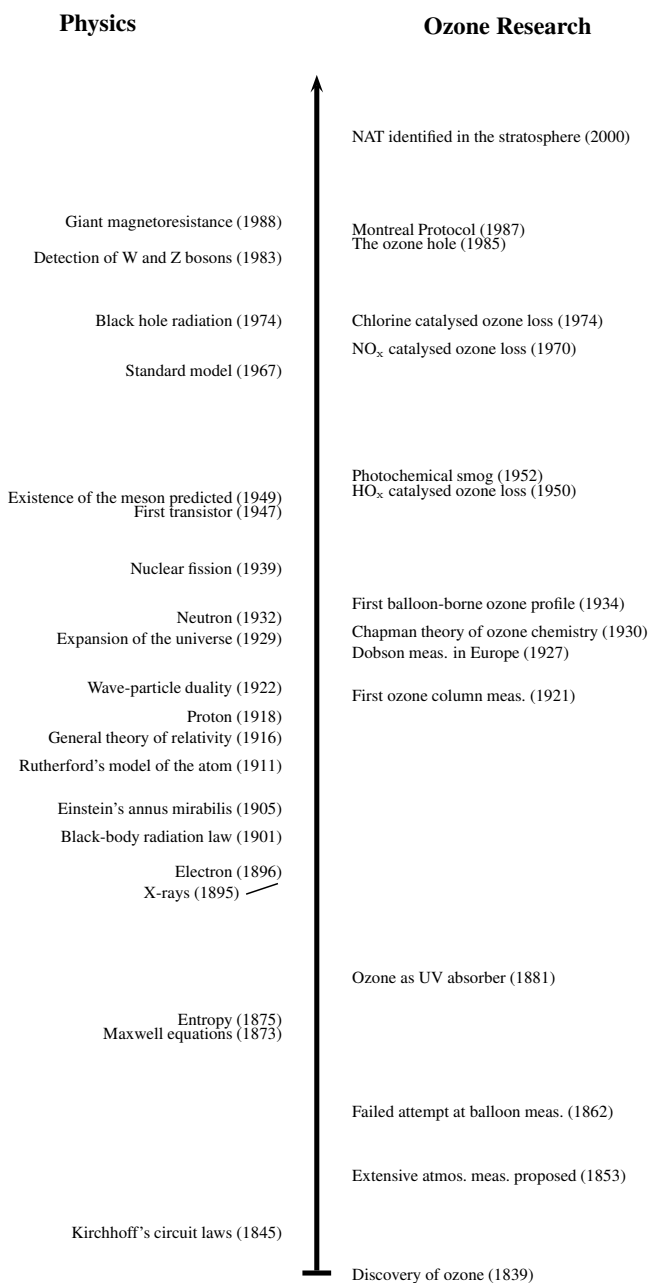 Physics
Ozone Research
NAT identified in the stratosphere (2000)
Giant magnetoresistance (1988)
Montreal Protocol (1987)
The ozone hole (1985)
Detection of W and Z bosons (1983)
Black hole radiation (1974)
Chlorine catalysed ozone loss (1974)
NOx catalysed ozone loss (1970)
Standard model (1967)
Photochemical smog (1952)
HOx catalysed ozone loss (1950)
Existence of the meson predicted (1949)
First transistor (1947)
Nuclear fission (1939)
First balloon-borne ozone profile (1934)
Neutron (1932)
Chapman theory of ozone chemistry (1930)
Expansion of the universe (1929)
Dobson meas. in Europe (1927)
Wave-particle duality (1922)
First ozone column meas. (1921)
Proton (1918)
General theory of relativity (1916)
Rutherford's model of the atom (1911)
Einstein's annus mirabilis (1905)
Black-body radiation law (1901)
Electron (1896)
X-rays (1895)
Ozone as UV absorber (1881)
Entropy (1875)
Maxwell equations (1873)
Failed attempt at balloon meas. (1862)
Extensive atmos. meas. proposed (1853)
Kirchhoff's circuit laws (1845)
Discovery of ozone (1839)